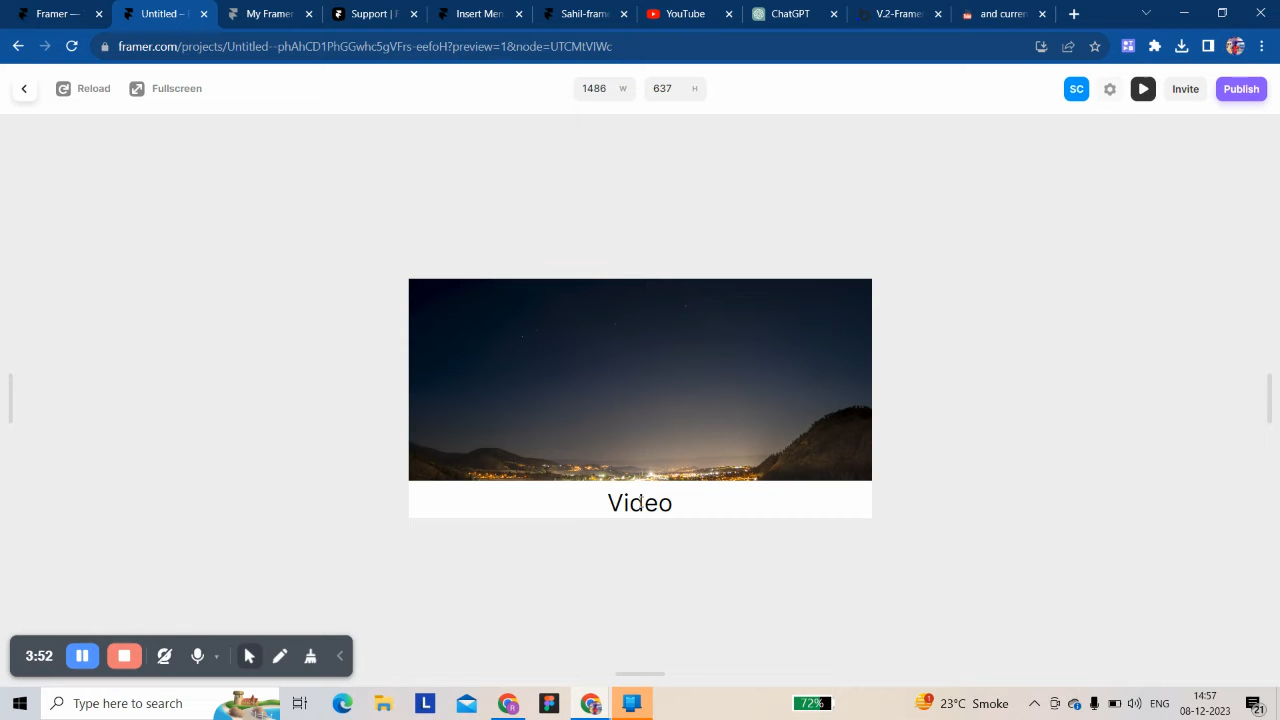 Framer —
Untitled –
My Framer
Support | F
Insert Men
Sahil-fram
YouTube
ChatGPT
V.2-Frame
and curren
framer.com/projects/Untitled--phAhCD1PhGGwhc5gVFrs-eefoH?preview=1&node=UTCMtVIWc
Reload Fullscreen 1486 W 637 H SC Invite Publish
Video
3:52
Type here to search 72% 23°C Smoke ENG 14:57
08-12-2023 21